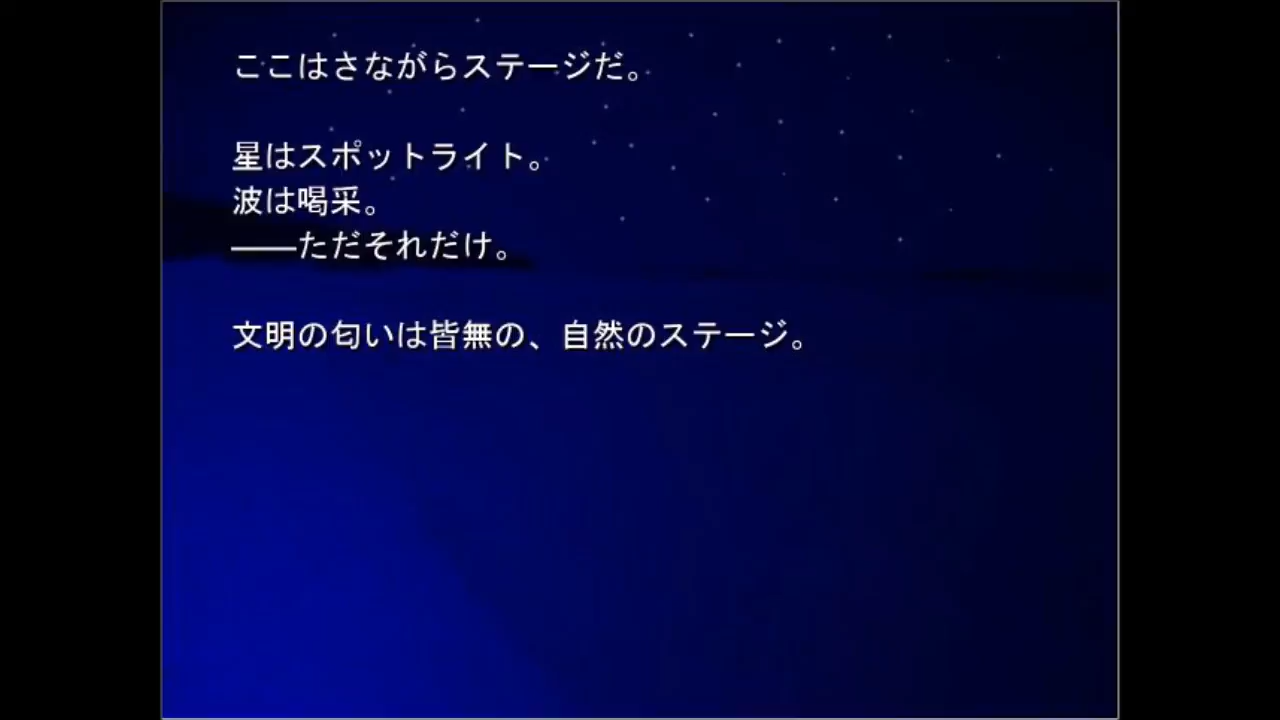 ここはさながらステージだ。
星はスポットライト。
波は喝采。
――ただそれだけ。
文明の匂いは皆無の、自然のステージ。